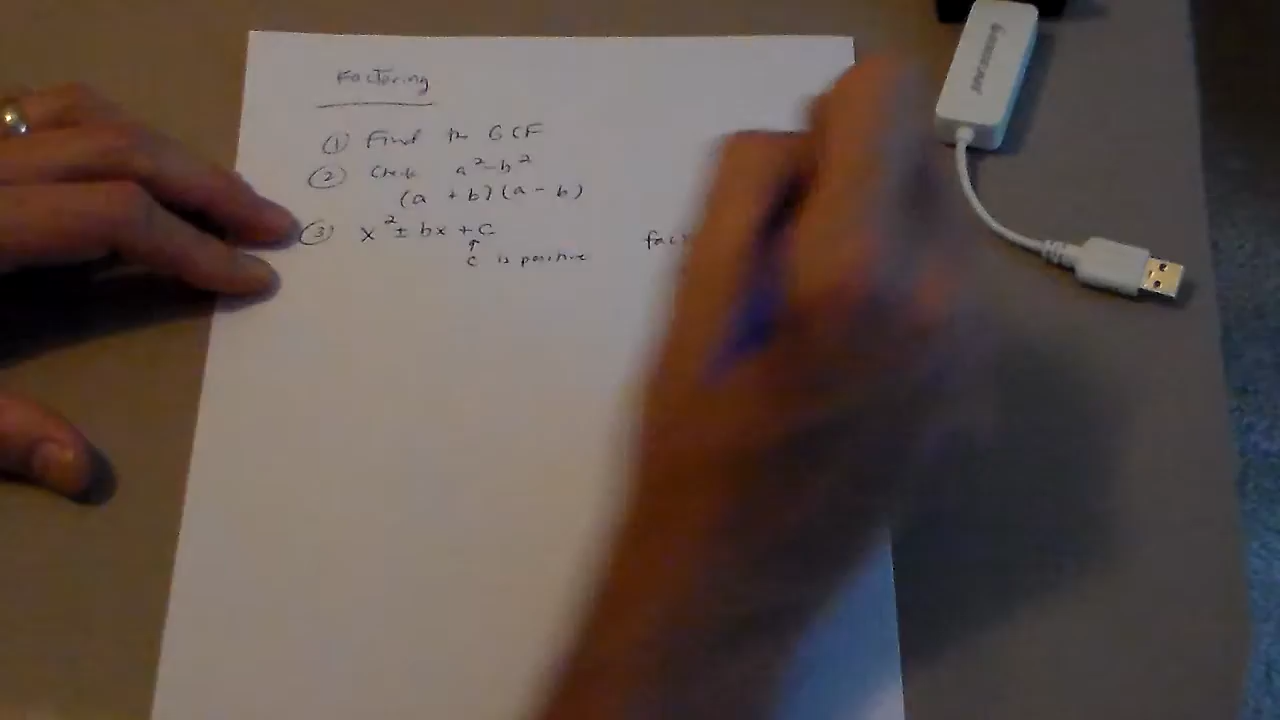 Factoring
① Find the GCF
② Check a² - b²
(a + b)(a - b)
③ x² ± bx + C
↑
C is positive